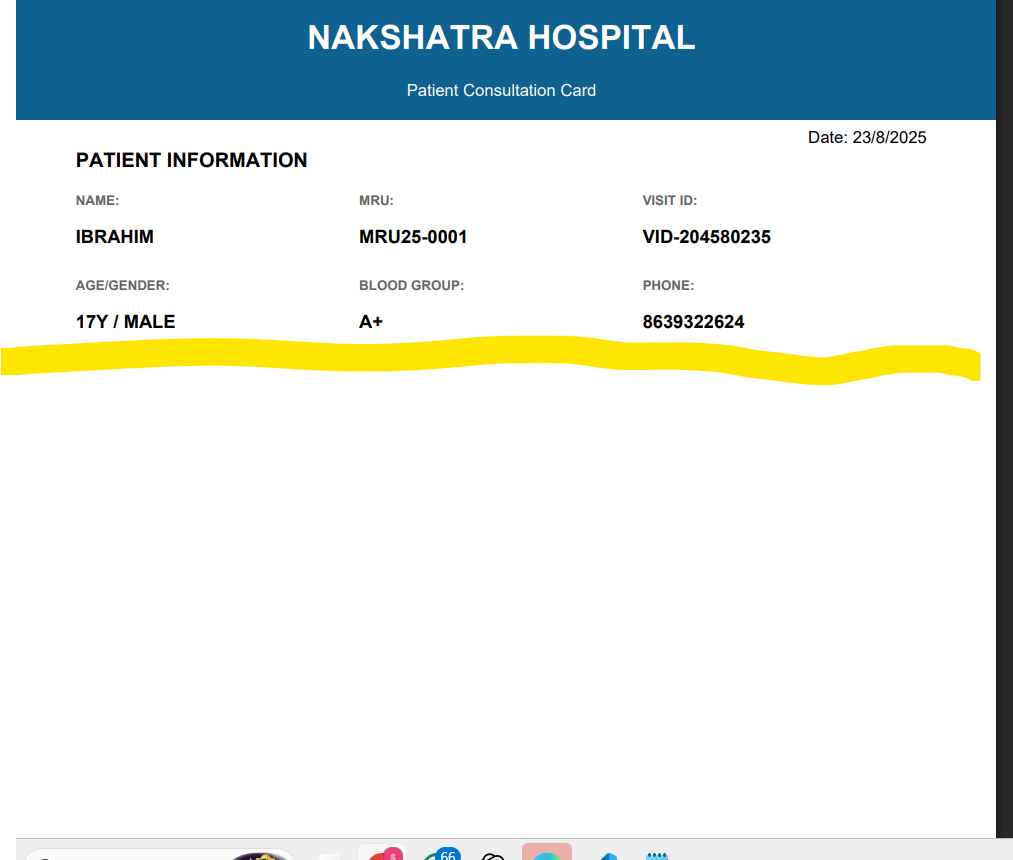 NAKSHATRA HOSPITAL
Patient Consultation Card
Date: 23/8/2025
PATIENT INFORMATION
NAME: MRU: VISIT ID:
IBRAHIM MRU25-0001 VID-204580235
AGE/GENDER: BLOOD GROUP: PHONE:
17Y / MALE A+ 8639322624
66